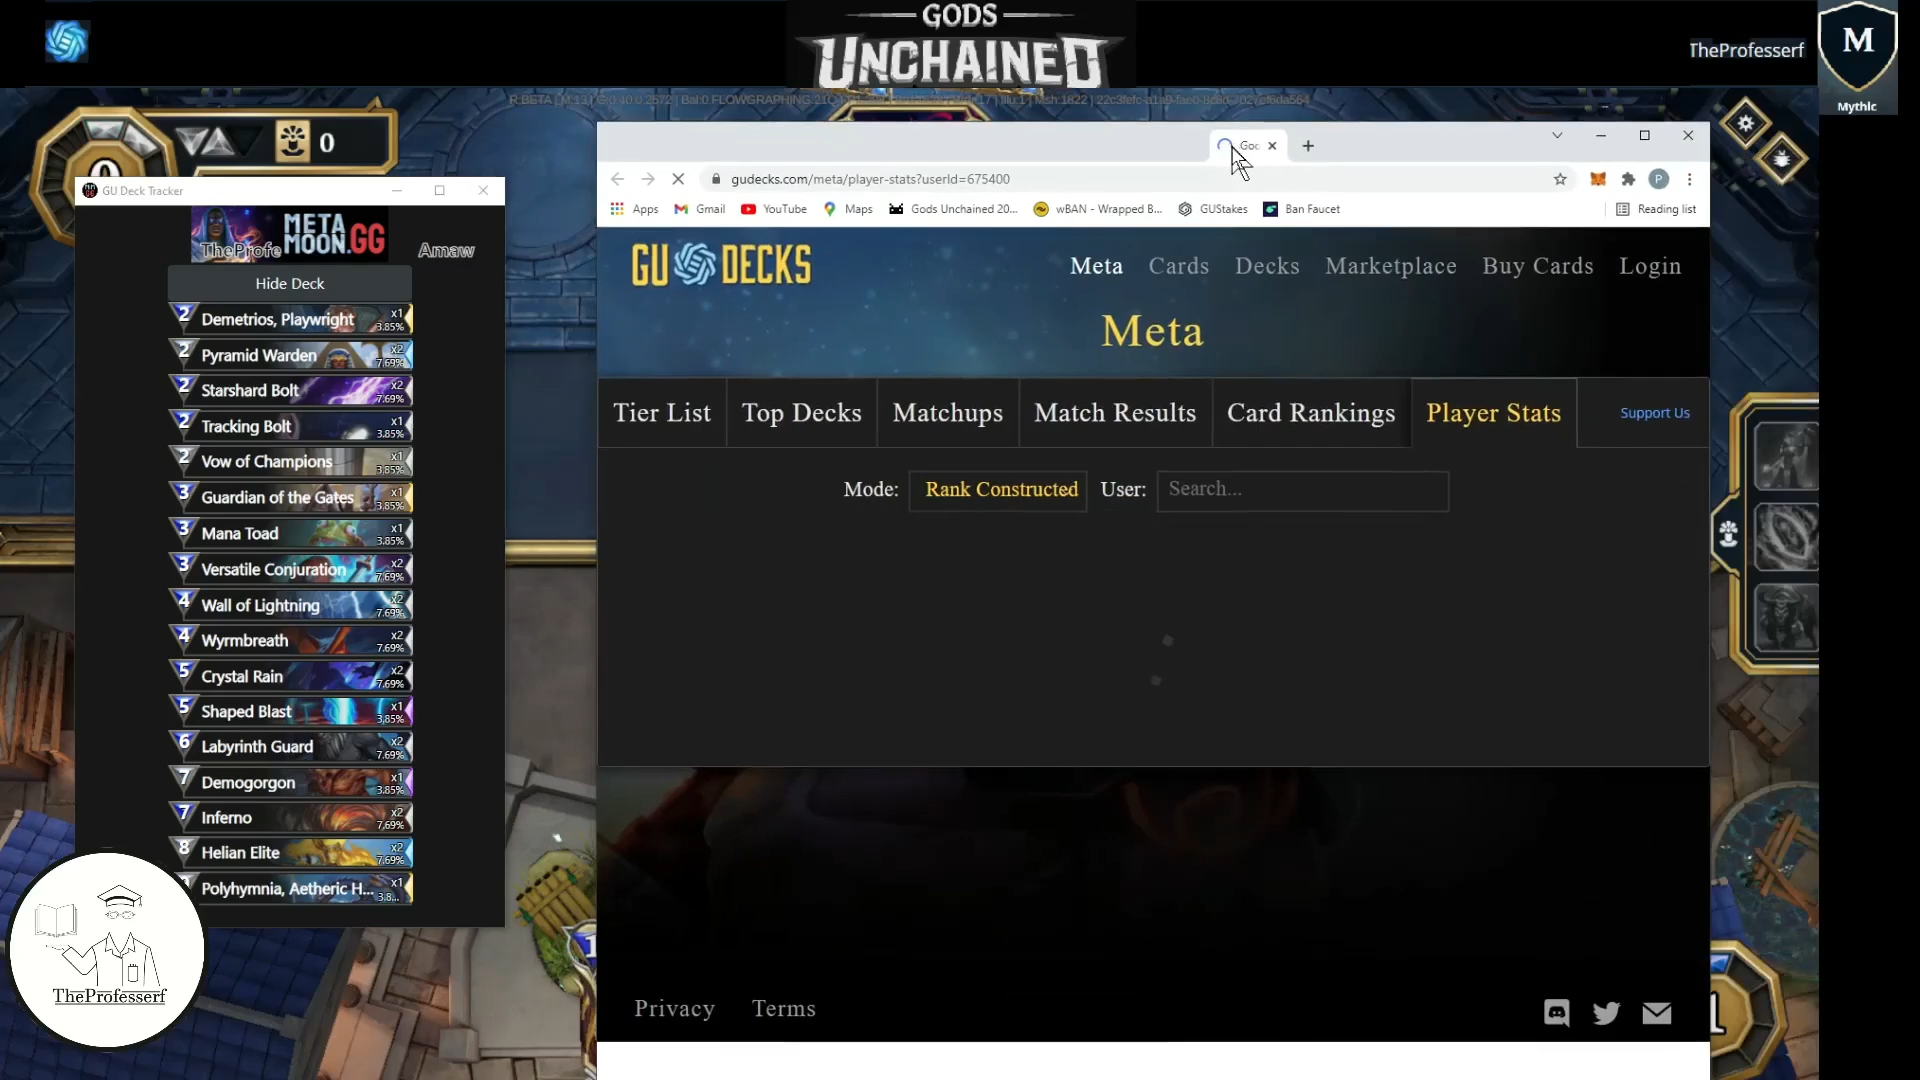 GODS
UNCHAINED
TheProfesserf
M
Mythic
0
0
GU Deck Tracker
META
MOON.GG
TheProfe
Amaw
Hide Deck
2 Demetrios, Playwright x1 3.85%
2 Pyramid Warden x2 7.69%
2 Starshard Bolt x2 7.69%
2 Tracking Bolt x1 3.85%
2 Vow of Champions x1 3.85%
3 Guardian of the Gates x1 3.85%
3 Mana Toad x1 3.85%
3 Versatile Conjuration x2 7.69%
4 Wall of Lightning x2 7.69%
4 Wyrmbreath x2 7.69%
5 Crystal Rain x2 7.69%
5 Shaped Blast x1 3.85%
6 Labyrinth Guard x2 7.69%
7 Demogorgon x1 3.85%
7 Inferno x2 7.69%
8 Helian Elite x2 7.69%
Polyhymnia, Aetheric H... x1 3.8...
TheProfesserf
Goc
gudecks.com/meta/player-stats?userId=675400
P
Apps Gmail YouTube Maps Gods Unchained 20... wBAN - Wrapped B... GUStakes Ban Faucet Reading list
GU DECKS
Meta Cards Decks Marketplace Buy Cards Login
Meta
Tier List Top Decks Matchups Match Results Card Rankings Player Stats Support Us
Mode: Rank Constructed User: Search...
Privacy Terms
1